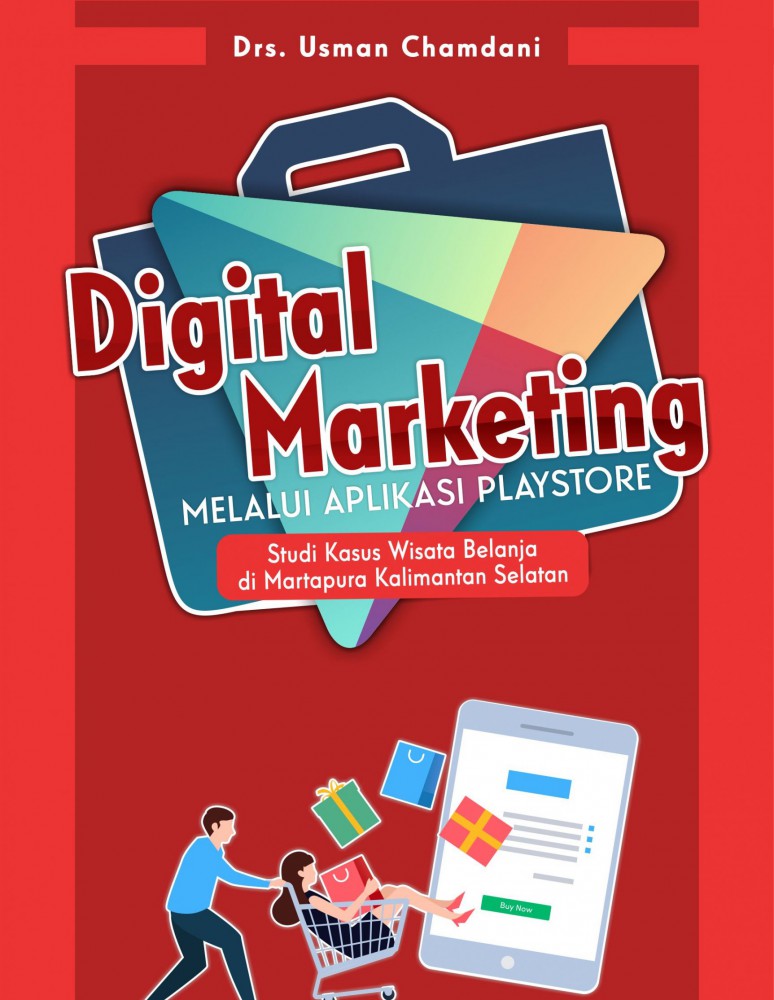 Drs. Usman Chamdani
Digital
Marketing
MELALUI APLIKASI PLAYSTORE
Studi Kasus Wisata Belanja
di Martapura Kalimantan Selatan
Buy Now